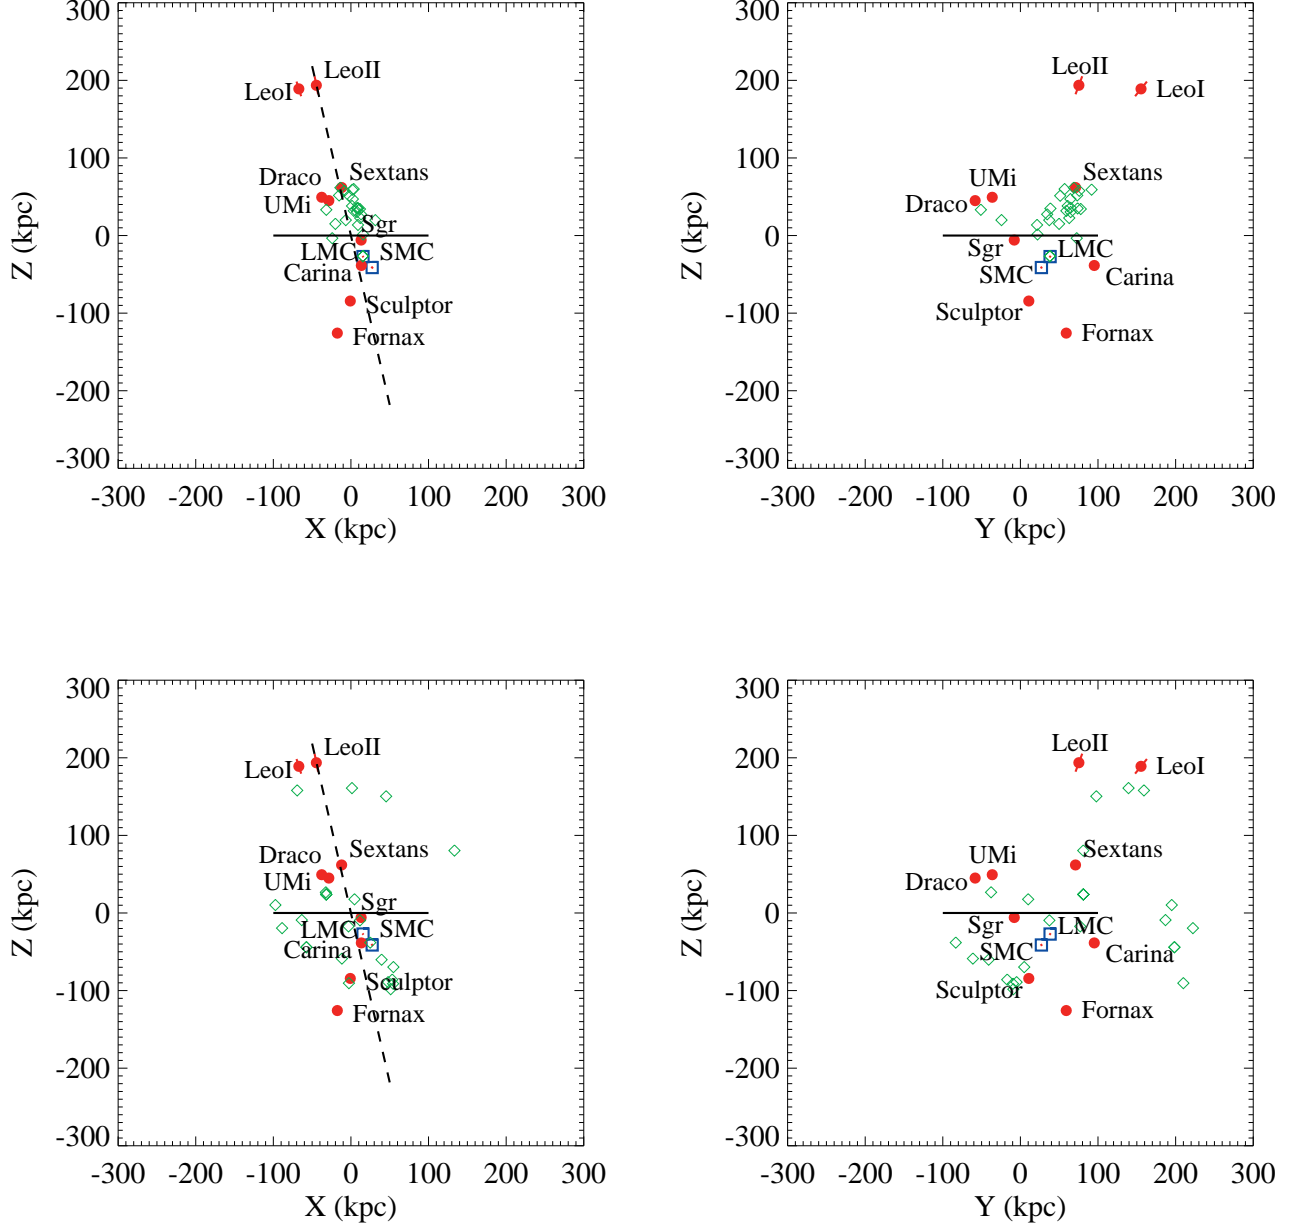 300
200
100
0
-100
-200
-300
Z (kpc)
-300 -200 -100 0 100 200 300
X (kpc)
LeoII
LeoI
Sextans
Draco
UMi
Sgr
LMC SMC
Carina
Sculptor
Fornax
300
200
100
0
-100
-200
-300
Z (kpc)
-300 -200 -100 0 100 200 300
Y (kpc)
LeoII
LeoI
Sextans
UMi
Draco
Sgr
LMC
SMC
Carina
Sculptor
Fornax
300
200
100
0
-100
-200
-300
Z (kpc)
-300 -200 -100 0 100 200 300
X (kpc)
LeoII
LeoI
Sextans
Draco
UMi
Sgr
LMC SMC
Carina
Sculptor
Fornax
300
200
100
0
-100
-200
-300
Z (kpc)
-300 -200 -100 0 100 200 300
Y (kpc)
LeoII
LeoI
Sextans
UMi
Draco
Sgr
LMC
SMC
Carina
Sculptor
Fornax